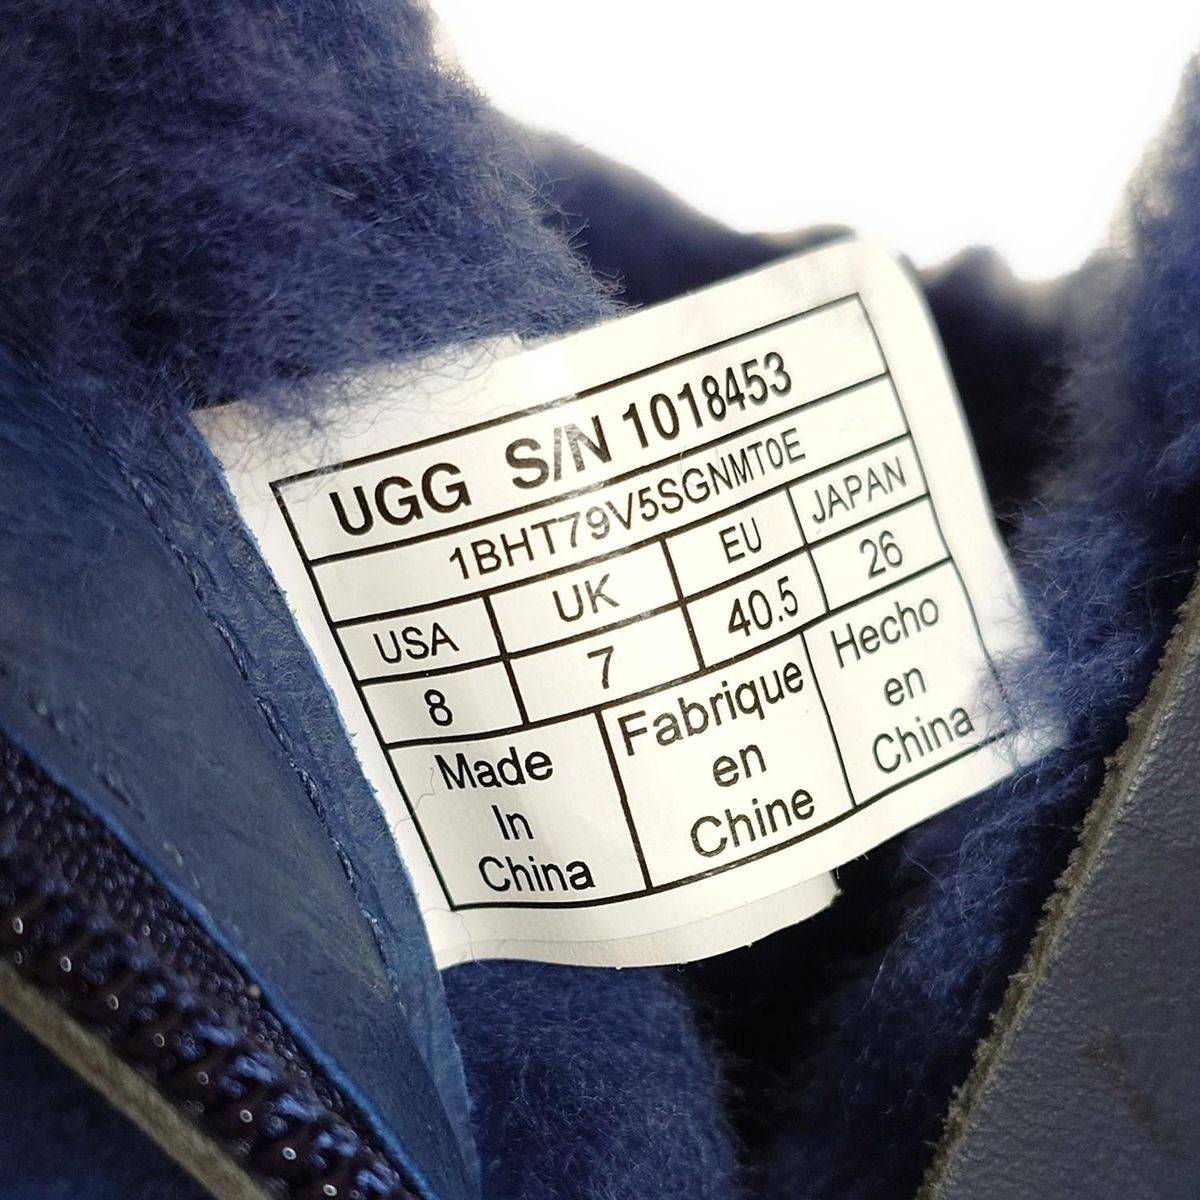 UGG S/N 1018453
1BHT79V5SGNMT0E
USA UK EU JAPAN
8 7 40.5 26
Made
In
China
Fabrique
en
Chine
Hecho
en
China